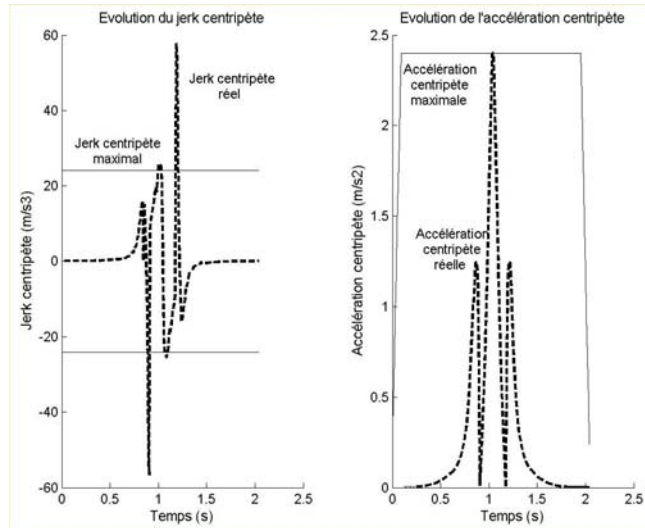 Evolution du jerk centripète
Jerk centripète (m/s3)
60
40
20
0
-20
-40
-60
Jerk centripète
réel
Jerk centripète
maximal
0
0.5
1
1.5
2
2.5
Temps (s)
Evolution de l'accélération centripète
Accélération centripète (m/s2)
2.5
2
1.5
1
0.5
0
Accélération
centripète
maximale
Accélération
centripète
réelle
0
0.5
1
1.5
2
2.5
Temps (s)